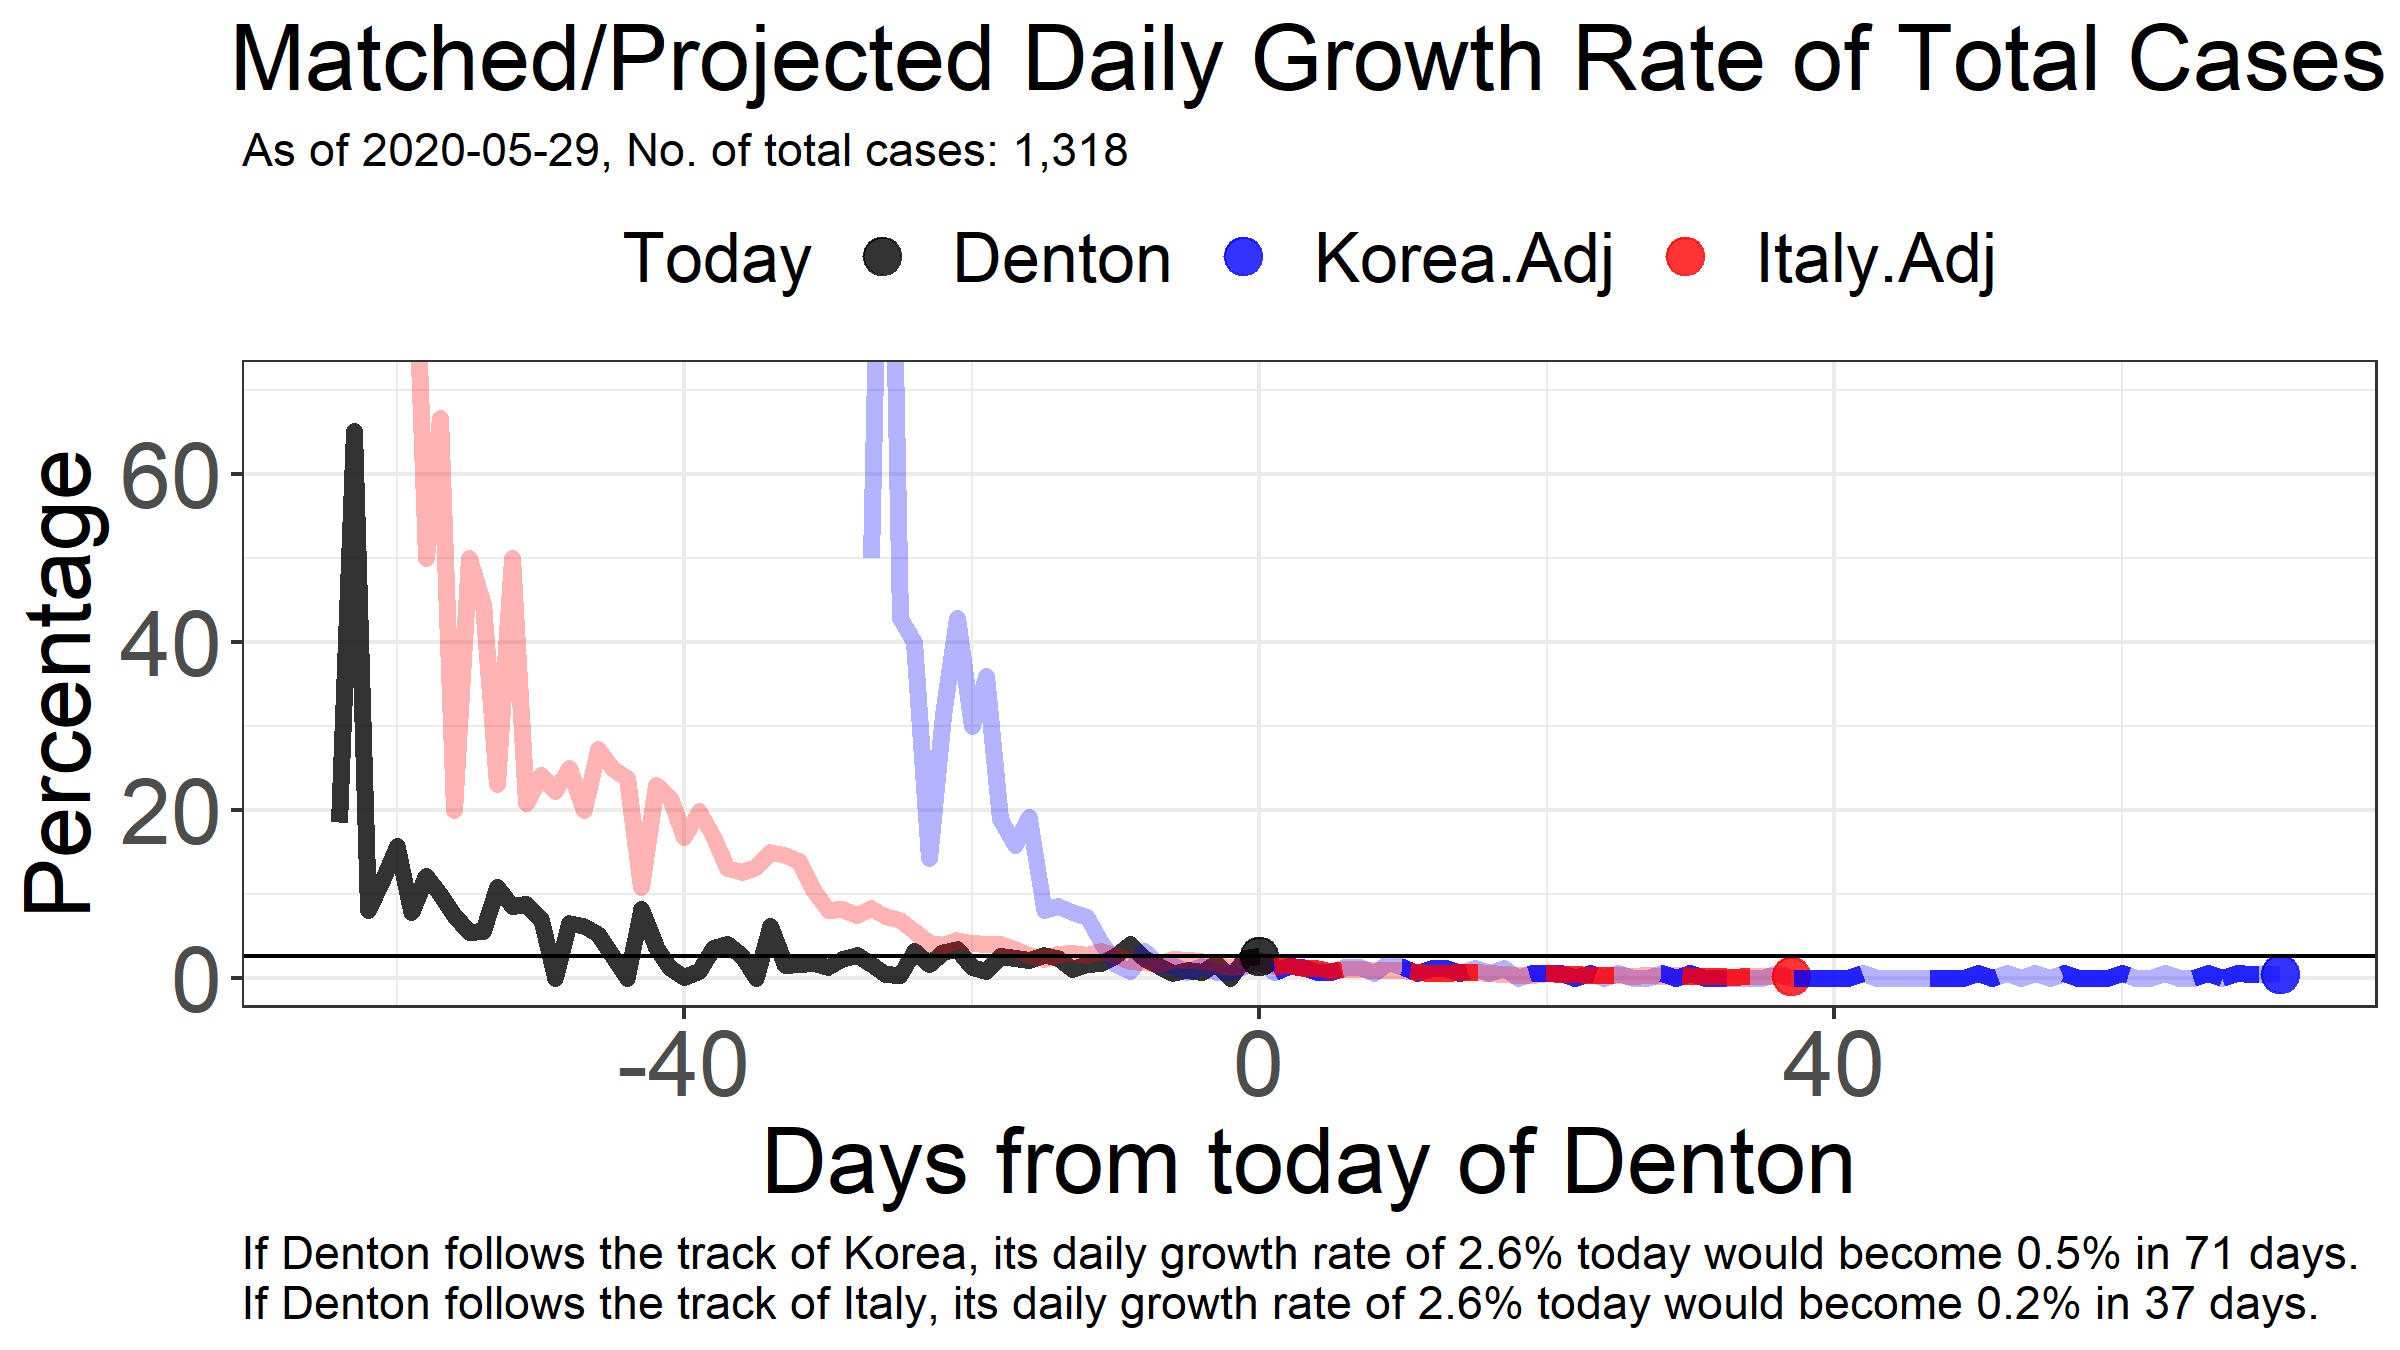 Matched/Projected Daily Growth Rate of Total Cases
As of 2020-05-29, No. of total cases: 1,318
Today Denton Korea.Adj Italy.Adj
Percentage
60
40
20
0
-40 0 40
Days from today of Denton
If Denton follows the track of Korea, its daily growth rate of 2.6% today would become 0.5% in 71 days.
If Denton follows the track of Italy, its daily growth rate of 2.6% today would become 0.2% in 37 days.